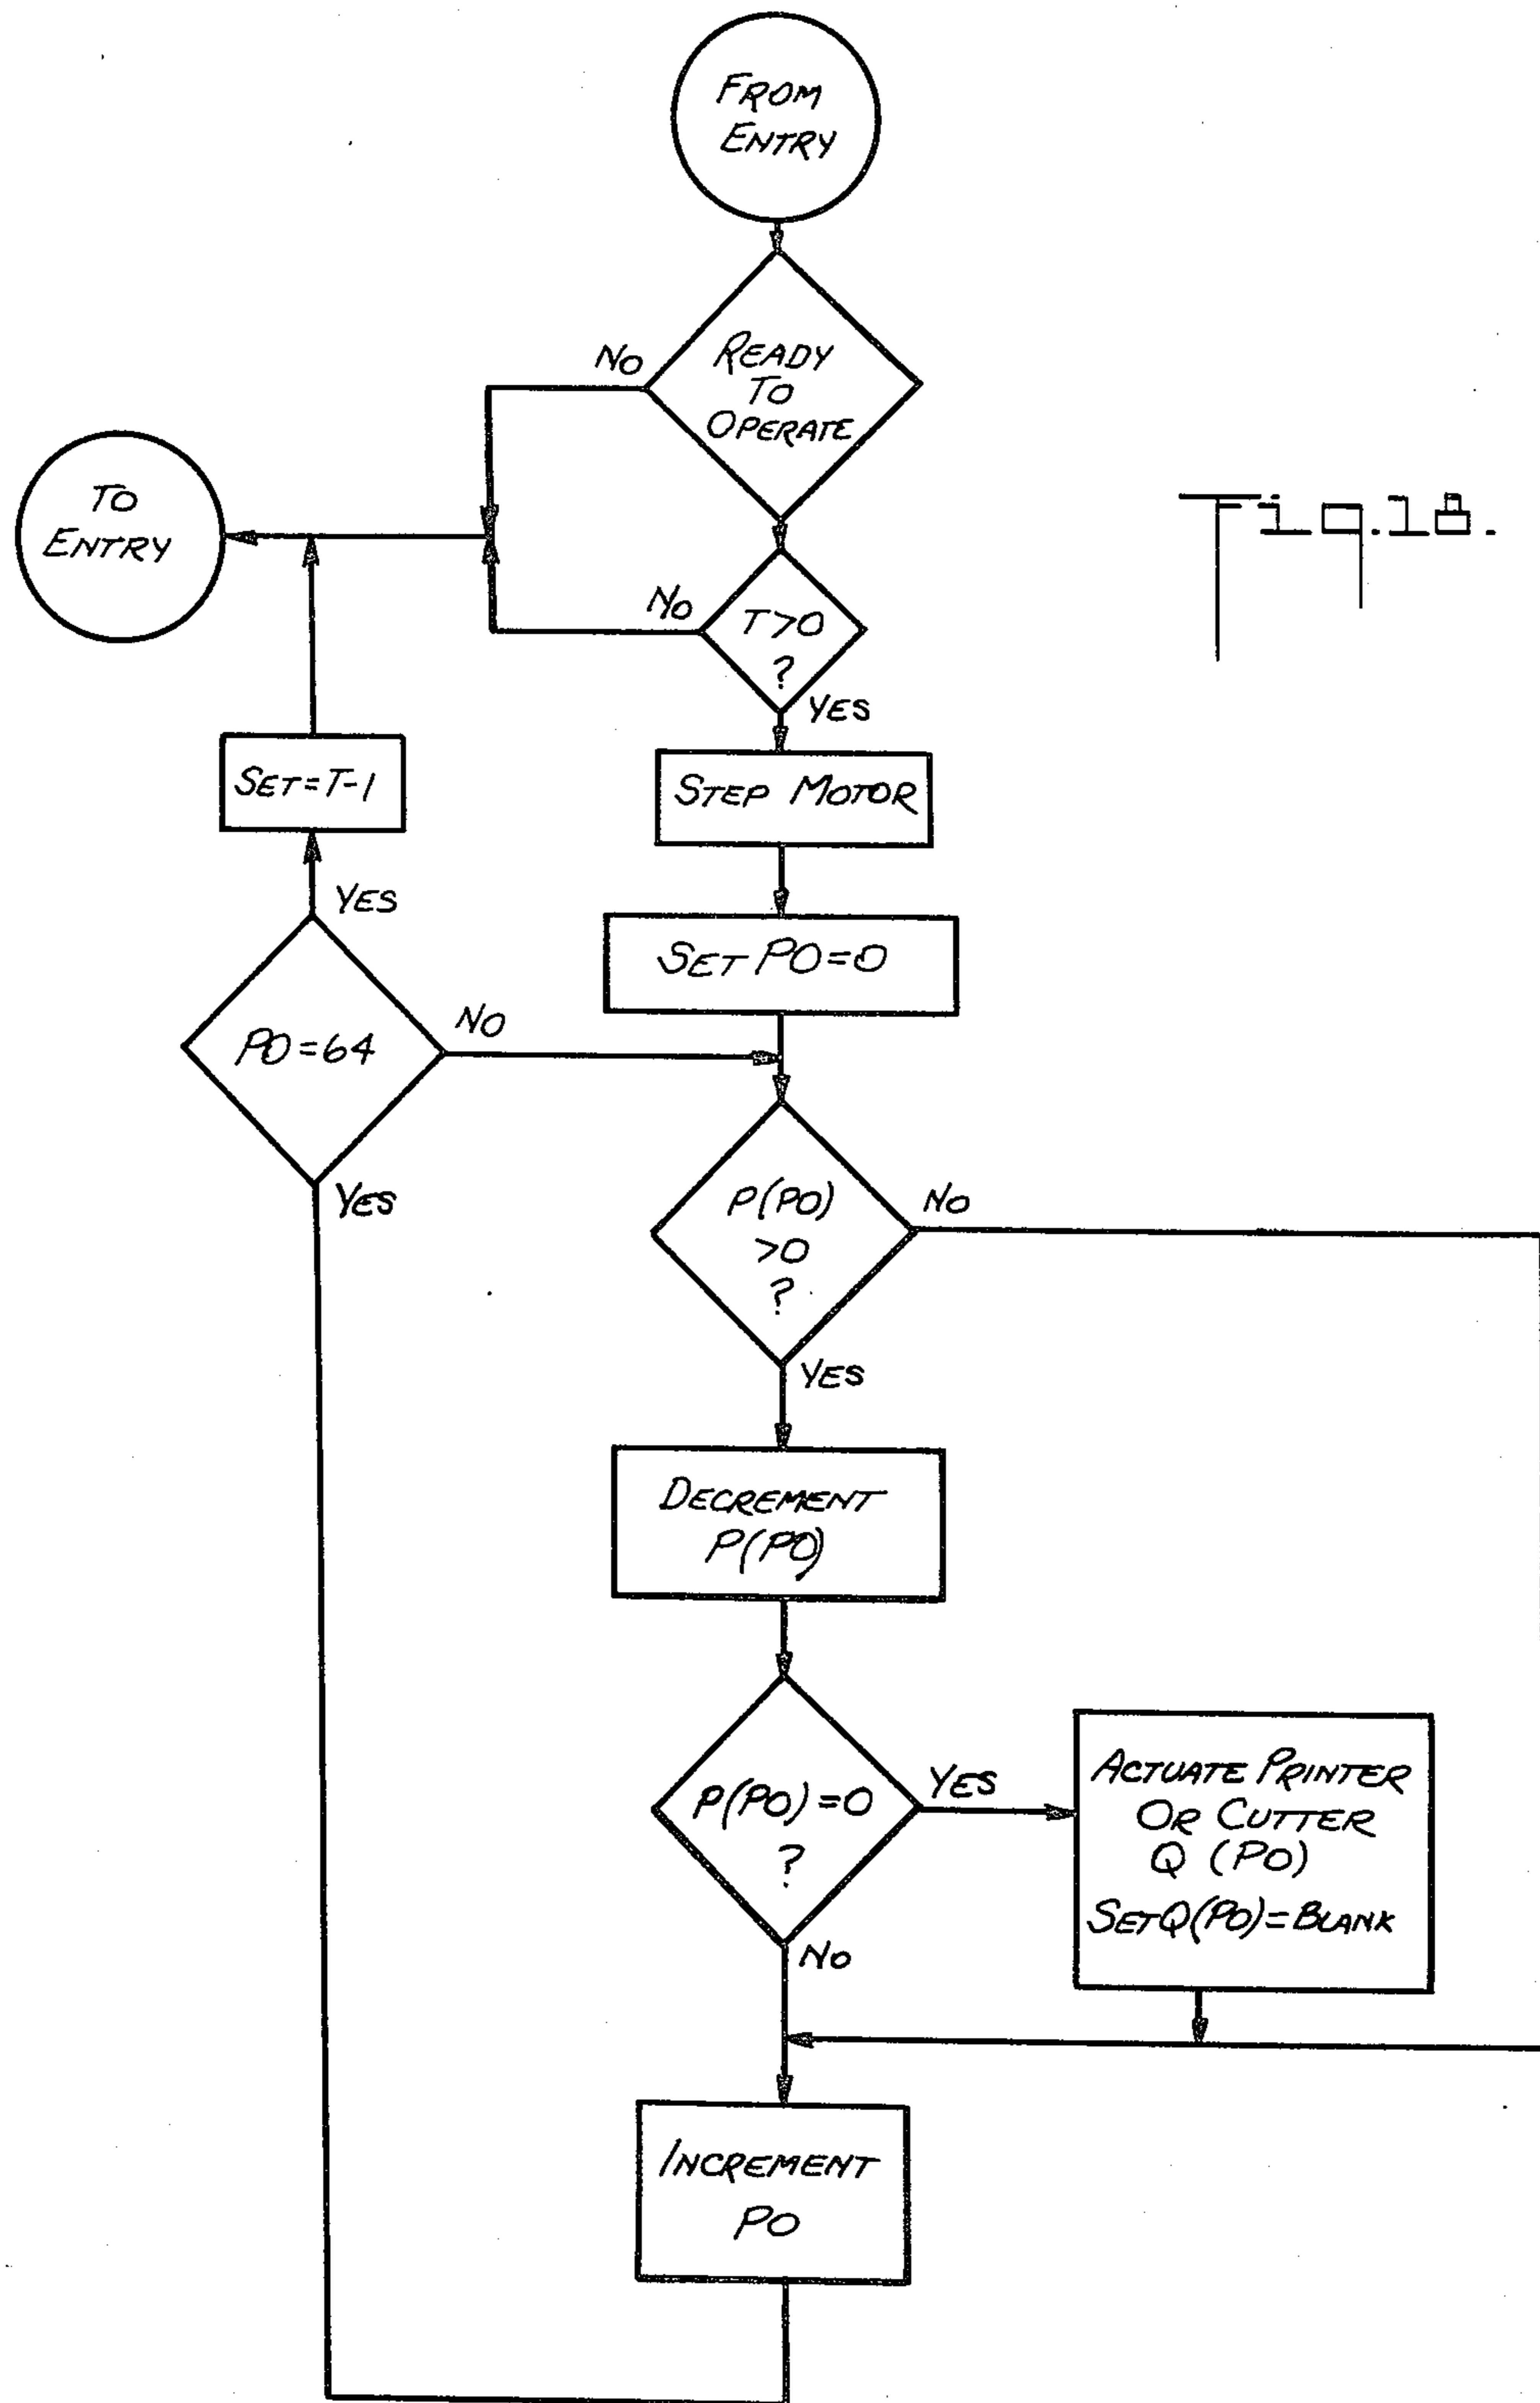 FROM
ENTRY
READY
TO
OPERATE
NO
TO
ENTRY
Fig. 18.
NO
T>0
?
YES
SET=T-1
STEP MOTOR
YES
SET PO=0
PO=64
NO
YES
P(PO)
>0
?
NO
YES
DECREMENT
P(PO)
P(PO)=0
?
YES
ACTUATE PRINTER
OR CUTTER
Q (PO)
SET Q(PO)=BLANK
NO
INCREMENT
PO